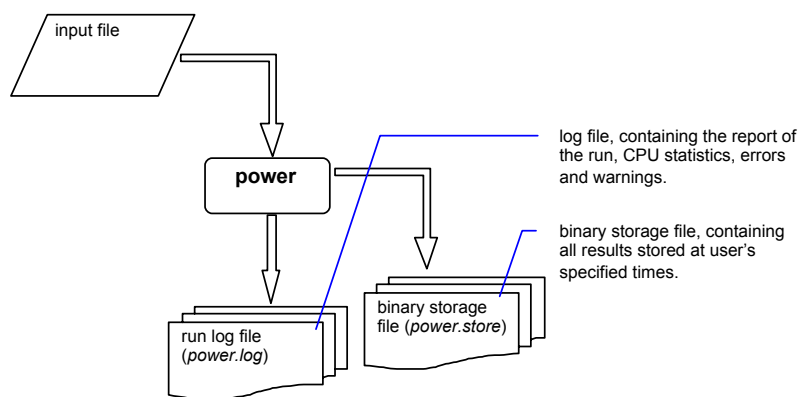 input file
log file, containing the report of
the run, CPU statistics, errors
and warnings.
power
binary storage file, containing
all results stored at user's
specified times.
binary storage
file (power.store)
run log file
(power.log)